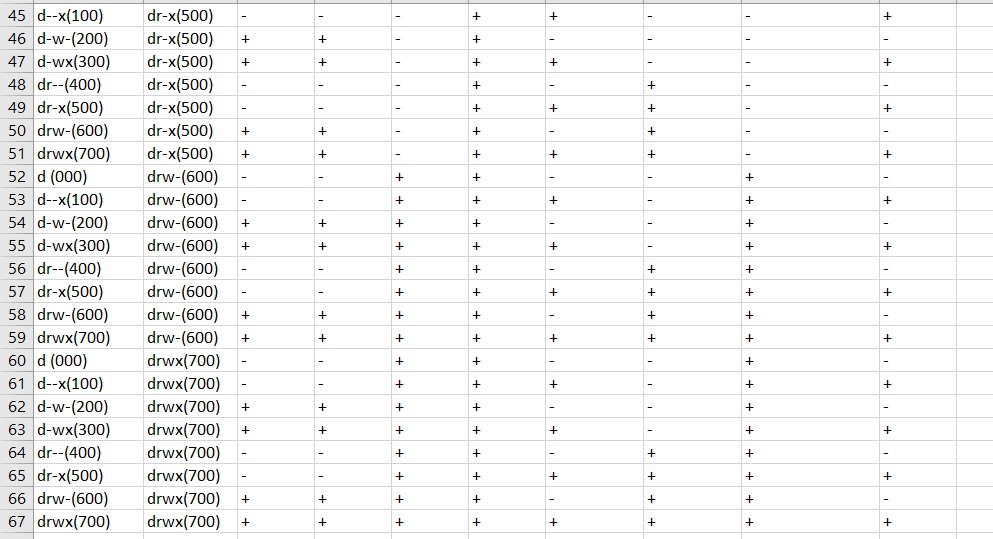 45 d--x(100) dr-x(500) - - - + + - - +
46 d-w-(200) dr-x(500) + + - + - - - -
47 d-wx(300) dr-x(500) + + - + + - - +
48 dr--(400) dr-x(500) - - - + - + - -
49 dr-x(500) dr-x(500) - - - + + + - +
50 drw-(600) dr-x(500) + + - + - + - -
51 drwx(700) dr-x(500) + + - + + + - +
52 d (000) drw-(600) - - + + - - + -
53 d--x(100) drw-(600) - - + + + - + +
54 d-w-(200) drw-(600) + + + + - - + -
55 d-wx(300) drw-(600) + + + + + - + +
56 dr--(400) drw-(600) - - + + - + + -
57 dr-x(500) drw-(600) - - + + + + + +
58 drw-(600) drw-(600) + + + + - + + -
59 drwx(700) drw-(600) + + + + + + + +
60 d (000) drwx(700) - - + + - - + -
61 d--x(100) drwx(700) - - + + + - + +
62 d-w-(200) drwx(700) + + + + - - + -
63 d-wx(300) drwx(700) + + + + + - + +
64 dr--(400) drwx(700) - - + + - + + -
65 dr-x(500) drwx(700) - - + + + + + +
66 drw-(600) drwx(700) + + + + - + + -
67 drwx(700) drwx(700) + + + + + + + +